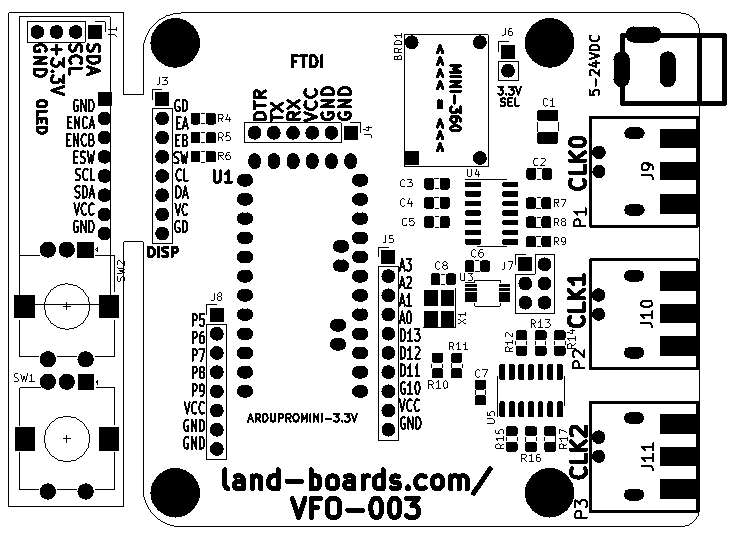 J1
SDA
SCL
+3.3V
GND
OLED
GND
ENCA
ENCB
ESW
SCL
SDA
VCC
GND
SW2
SW1
J3
GD
EA
EB
SW
CL
DA
VC
GD
DISP
R4
R5
R6
U1
FTDI
DTR
TX
RX
VCC
GND
GND
J4
BRD1
MINI-360
J6
3.3V
SEL
5-24VDC
C1
C2
C3
C4
C5
U4
R7
R8
R9
J8
P5
P6
P7
P8
P9
VCC
GND
GND
ARDUPROMINI-3.3V
J5
A3
A2
A1
A0
D13
D12
D11
G10
VCC
GND
C6
C8
U3
X1
J7
R13
R12
R14
R11
R10
C7
U5
R15
R16
R17
CLK0
P1
J9
CLK1
P2
J10
CLK2
P3
J11
land-boards.com/
VFO-003